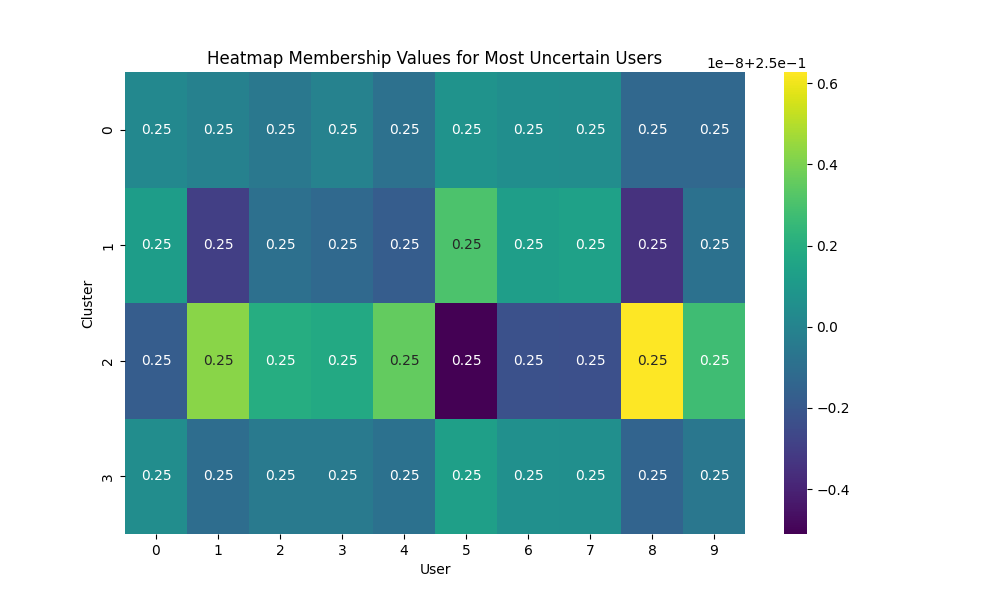 Heatmap Membership Values for Most Uncertain Users
1e−8+2.5e−1
0 0.25 0.25 0.25 0.25 0.25 0.25 0.25 0.25 0.25 0.25
1 0.25 0.25 0.25 0.25 0.25 0.25 0.25 0.25 0.25 0.25
2 0.25 0.25 0.25 0.25 0.25 0.25 0.25 0.25 0.25 0.25
3 0.25 0.25 0.25 0.25 0.25 0.25 0.25 0.25 0.25 0.25
Cluster
0 1 2 3 4 5 6 7 8 9
User
0.6
0.4
0.2
0.0
−0.2
−0.4